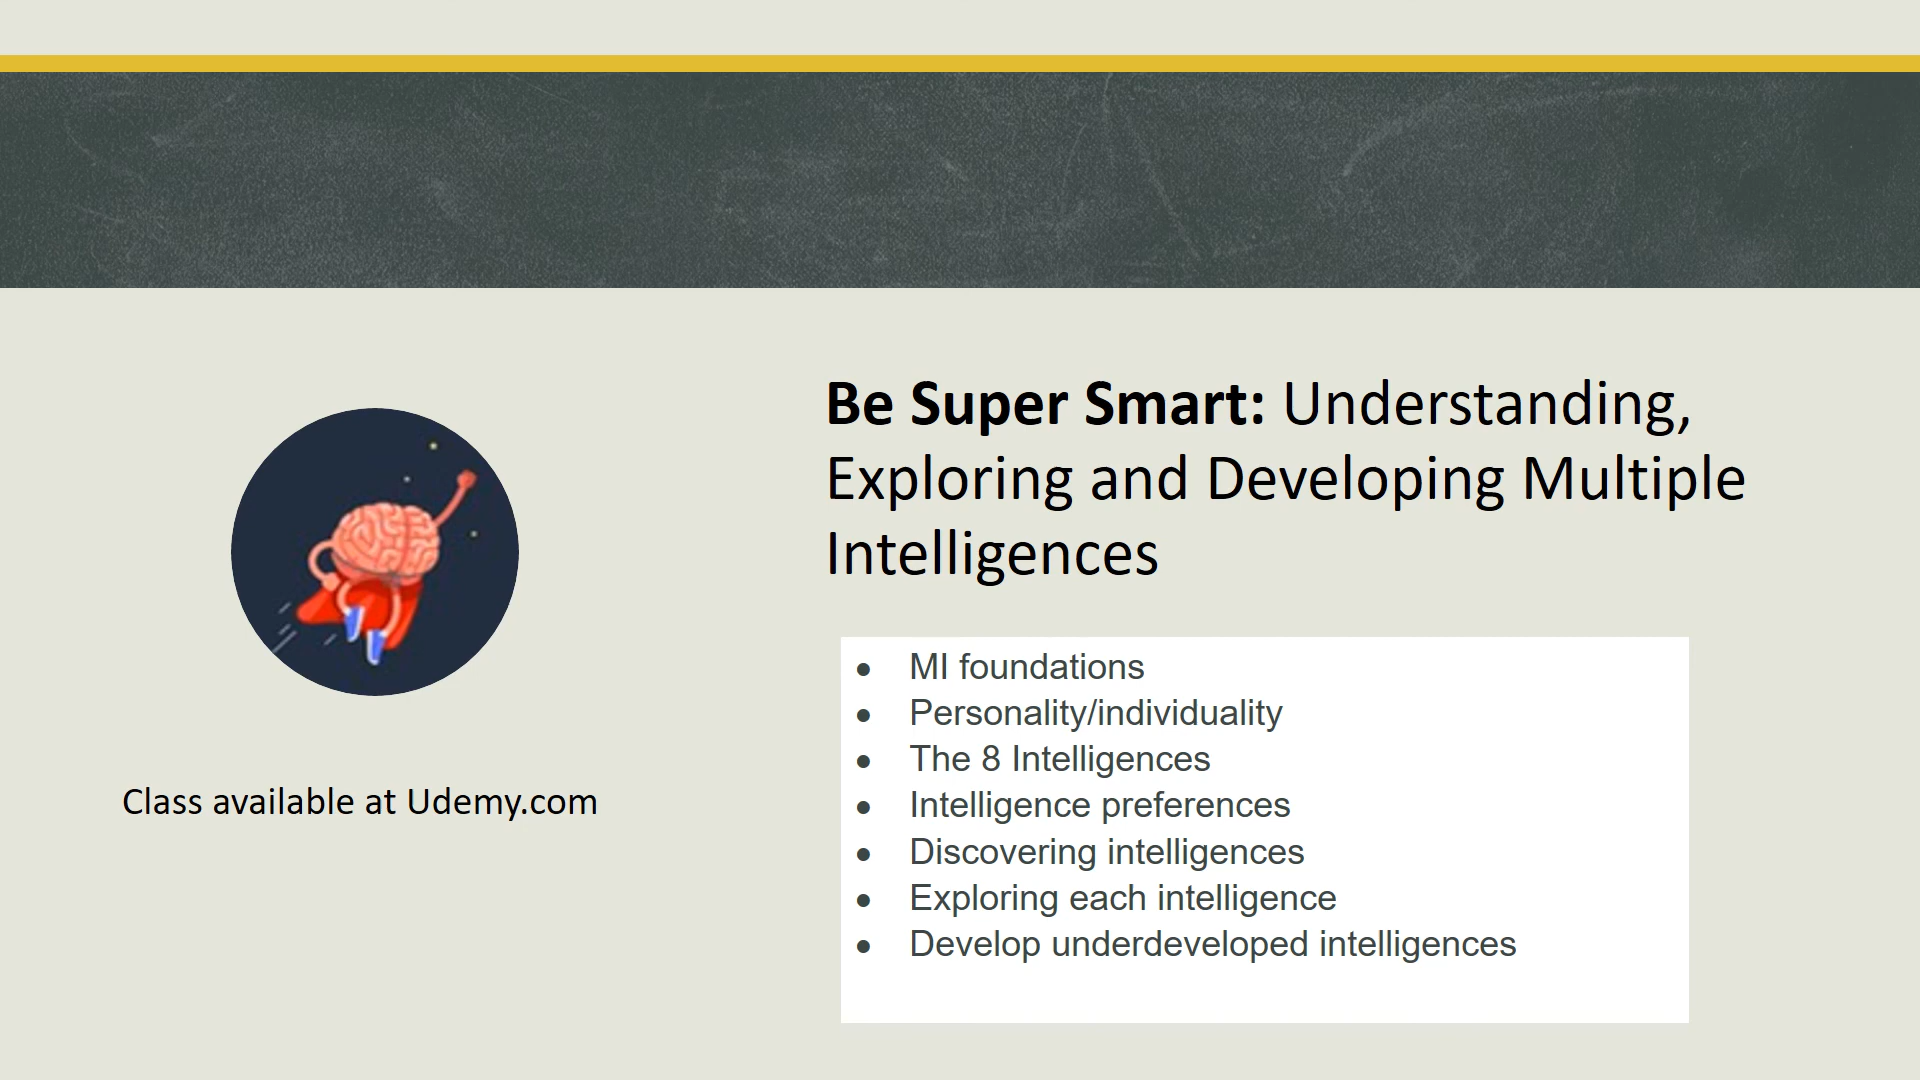 Be Super Smart: Understanding,
Exploring and Developing Multiple
Intelligences
Class available at Udemy.com
• MI foundations
• Personality/individuality
• The 8 Intelligences
• Intelligence preferences
• Discovering intelligences
• Exploring each intelligence
• Develop underdeveloped intelligences